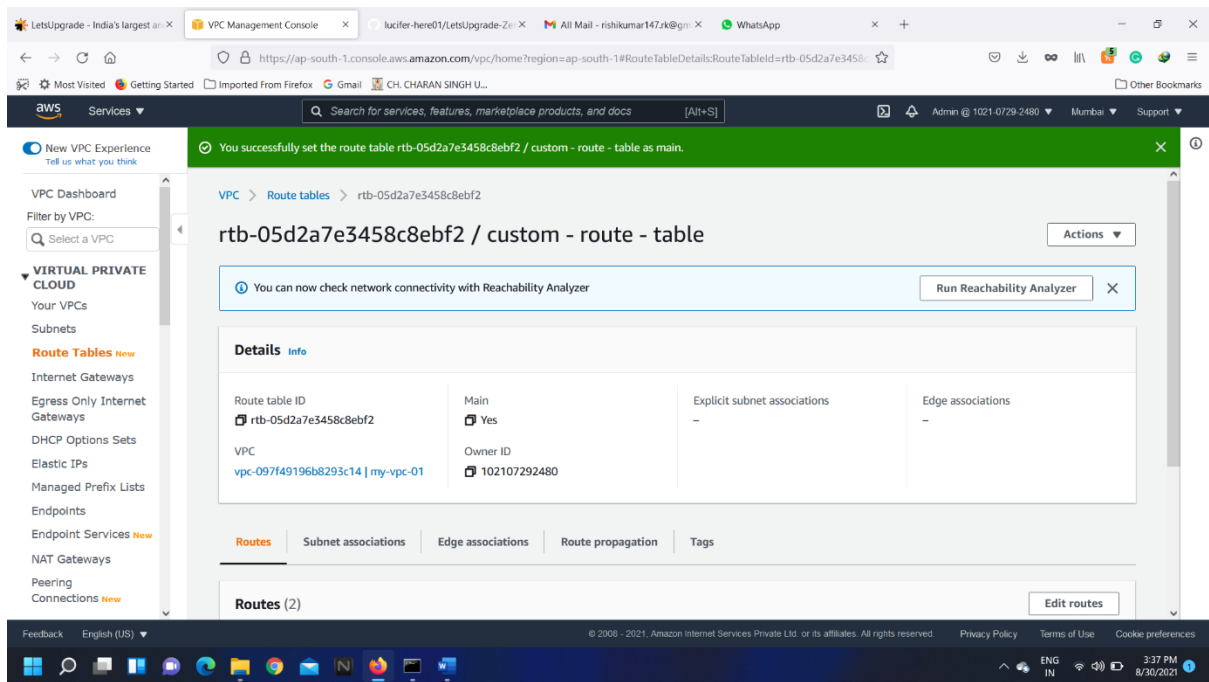 LetsUpgrade - India's largest an
VPC Management Console
lucifer-here01/LetsUpgrade-Ze
All Mail - rishikumar147.rk@gm
WhatsApp
https://ap-south-1.console.aws.amazon.com/vpc/home?region=ap-south-1#RouteTableDetails:RouteTableId=rtb-05d2a7e3458c
5
Most Visited
Getting Started
Imported From Firefox
Gmail
CH. CHARAN SINGH U...
Other Bookmarks
aws
Services
Search for services, features, marketplace products, and docs
[Alt+S]
Admin @ 1021-0729-2480
Mumbai
Support
New VPC Experience
Tell us what you think
You successfully set the route table rtb-05d2a7e3458c8ebf2 / custom - route - table as main.
VPC Dashboard
Filter by VPC:
Select a VPC
VIRTUAL PRIVATE
CLOUD
Your VPCs
Subnets
Route Tables New
Internet Gateways
Egress Only Internet
Gateways
DHCP Options Sets
Elastic IPs
Managed Prefix Lists
Endpoints
Endpoint Services New
NAT Gateways
Peering
Connections New
VPC > Route tables > rtb-05d2a7e3458c8ebf2
rtb-05d2a7e3458c8ebf2 / custom - route - table
Actions
You can now check network connectivity with Reachability Analyzer
Run Reachability Analyzer
Details Info
Route table ID
rtb-05d2a7e3458c8ebf2
Main
Yes
Explicit subnet associations
–
Edge associations
–
VPC
vpc-097f49196b8293c14 | my-vpc-01
Owner ID
102107292480
Routes
Subnet associations
Edge associations
Route propagation
Tags
Routes (2)
Edit routes
Feedback
English (US)
© 2008 - 2021, Amazon Internet Services Private Ltd. or its affiliates. All rights reserved.
Privacy Policy
Terms of Use
Cookie preferences
ENG
IN
3:37 PM
8/30/2021
1